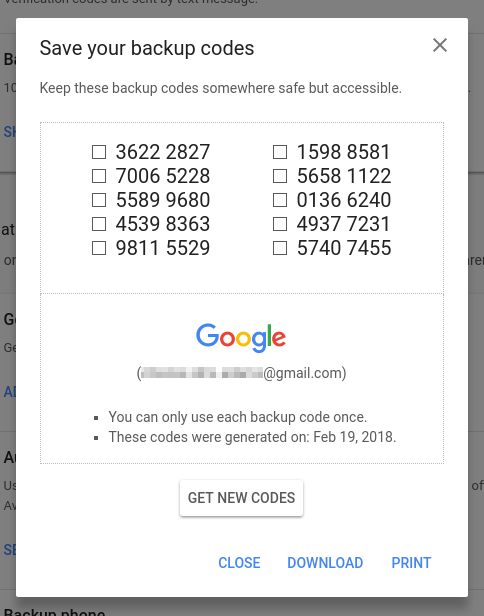 Verification codes are sent by text message.
Save your backup codes
Keep these backup codes somewhere safe but accessible.
3622 2827
7006 5228
5589 9680
4539 8363
9811 5529
1598 8581
5658 1122
0136 6240
4937 7231
5740 7455
Google
(@gmail.com)
You can only use each backup code once.
These codes were generated on: Feb 19, 2018.
GET NEW CODES
CLOSE
DOWNLOAD
PRINT
Backup phone